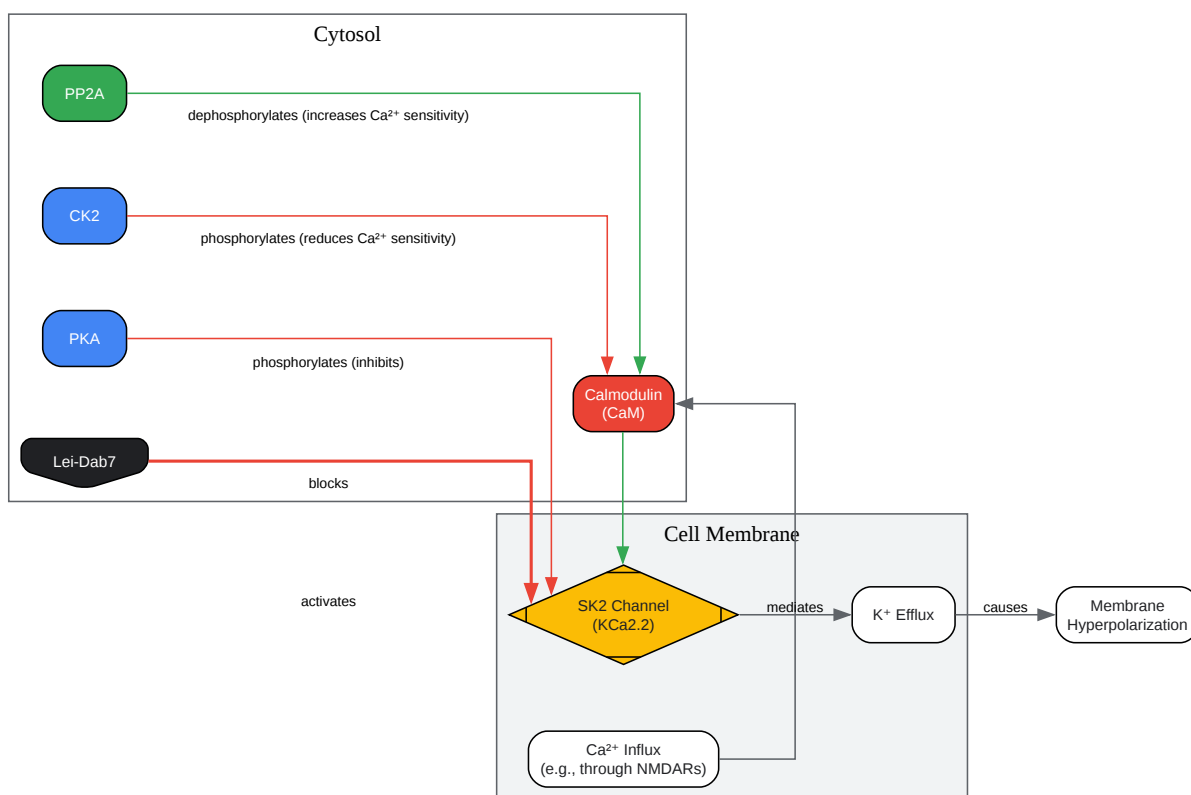 Cytosol
PP2A
dephosphorylates (increases Ca²⁺ sensitivity)
CK2
phosphorylates (reduces Ca²⁺ sensitivity)
PKA
phosphorylates (inhibits)
Calmodulin
(CaM)
Lei-Dab7
blocks
Cell Membrane
activates
SK2 Channel
(KCa2.2)
mediates
K⁺ Efflux
causes
Membrane
Hyperpolarization
Ca²⁺ Influx
(e.g., through NMDARs)